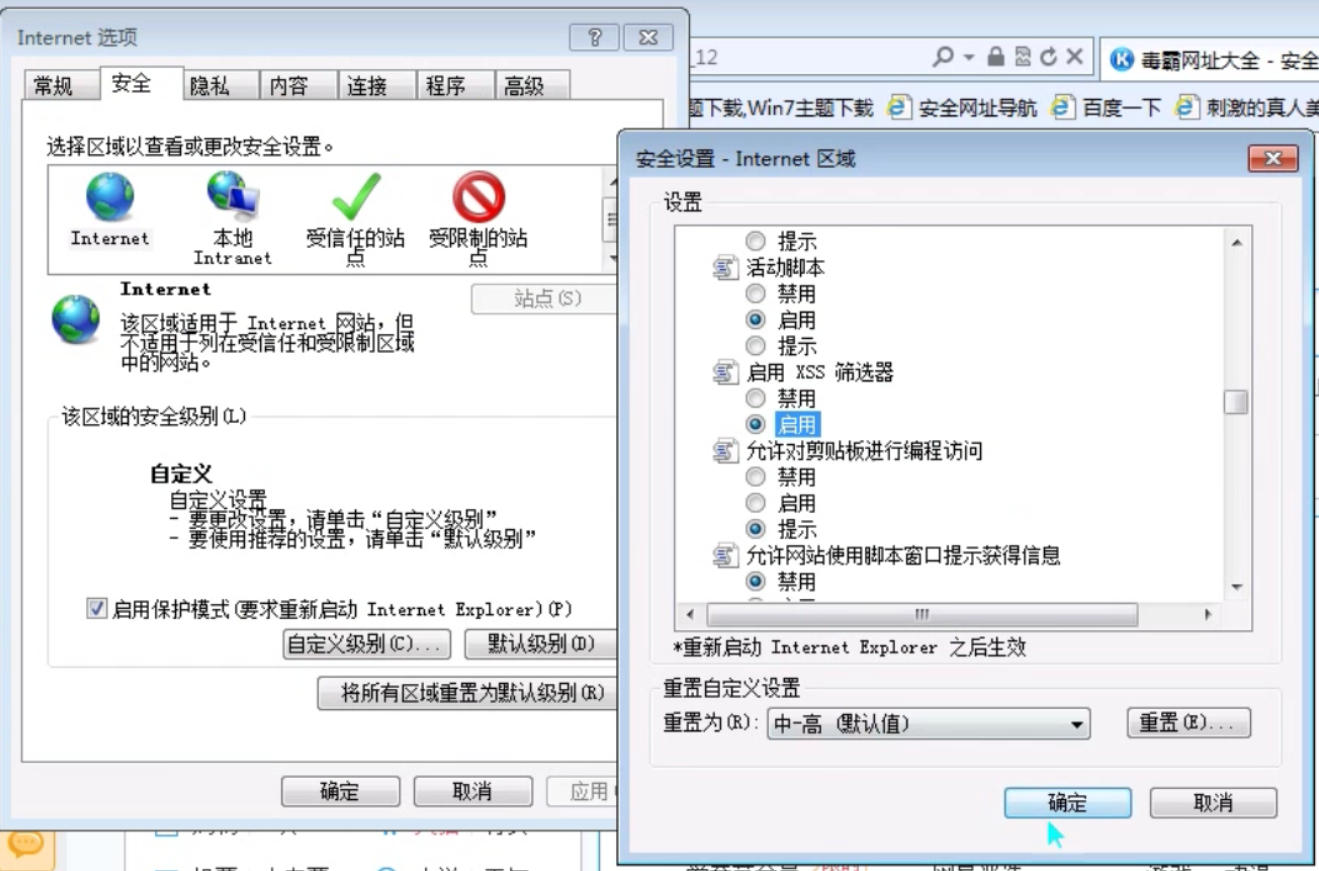 Internet 选项
常规 安全 隐私 内容 连接 程序 高级
选择区域以查看或更改安全设置。
Internet
本地
Intranet
受信任的站
点
受限制的站
点
Internet
站点(S)
该区域适用于 Internet 网站，但
不适用于列在受信任和受限制区域
中的网站。
该区域的安全级别(L)
自定义
自定义设置
- 要更改设置，请单击“自定义级别”
- 要使用推荐的设置，请单击“默认级别”
启用保护模式(要求重新启动 Internet Explorer)(P)
自定义级别(C)... 默认级别(D)
将所有区域重置为默认级别(R)
确定 取消 应用
_12
毒霸网址大全 - 安全
题下载,Win7主题下载 安全网址导航 百度一下 刺激的真人美
安全设置 - Internet 区域
设置
提示
活动脚本
禁用
启用
提示
启用 XSS 筛选器
禁用
启用
允许对剪贴板进行编程访问
禁用
启用
提示
允许网站使用脚本窗口提示获得信息
禁用
*重新启动 Internet Explorer 之后生效
重置自定义设置
重置为(R): 中-高 (默认值) 重置(E)...
确定 取消